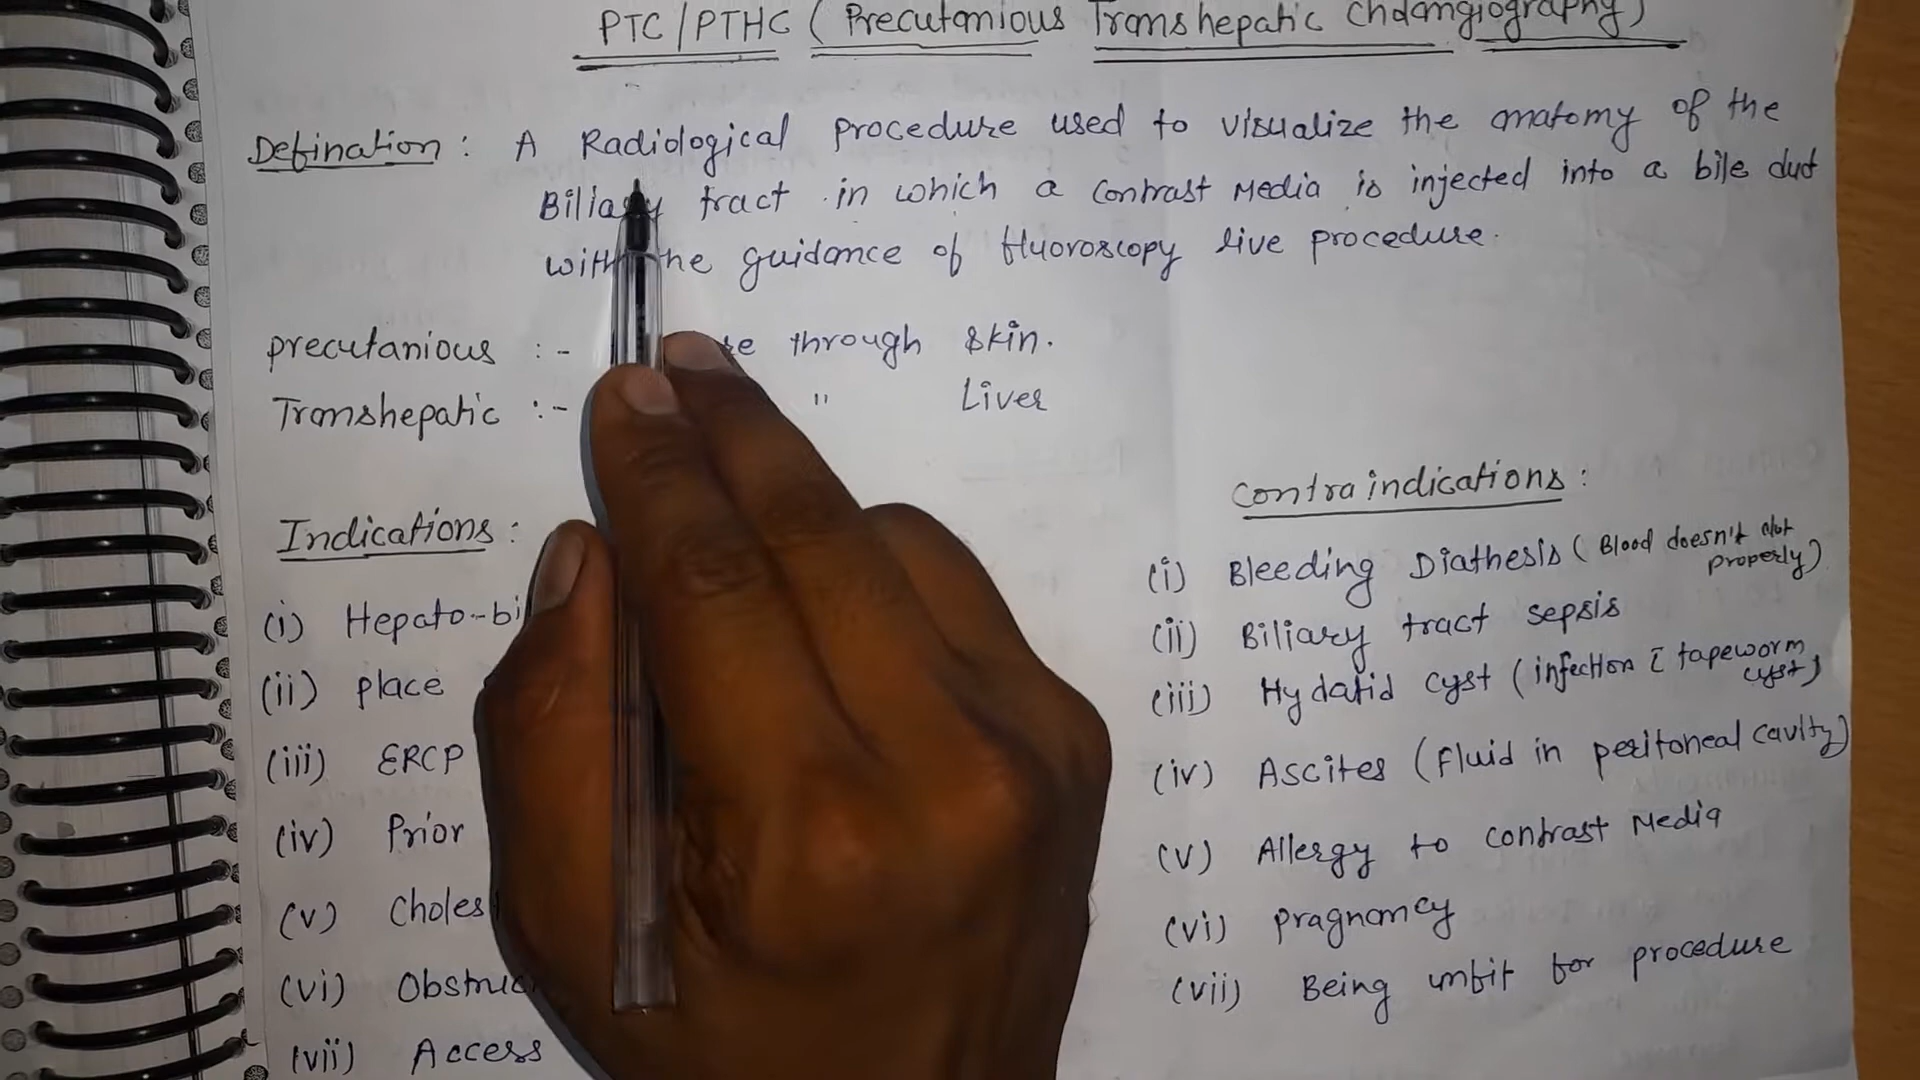 PTC/PTHC (Precutanious Transhepatic Cholangiography)
Defination : A Radiological procedure used to visualize the anatomy of the
Biliary tract in which a contrast Media is injected into a bile duct
with the guidance of fluoroscopy live procedure.
precutanious :- through skin.
Transhepatic :- " Liver
Indications :
(i) Hepato-bi
(ii) place
(iii) ERCP
(iv) Prior
(v) Choles
(vi) Obstruc
(vii) Access
Contraindications :
(i) Bleeding Diathesis (Blood doesn't clot
properly)
(ii) Biliary tract sepsis
(iii) Hydatid cyst (infection [ tapeworm
cyst)
(iv) Ascites (fluid in peritoneal cavity)
(v) Allergy to contrast Media
(vi) pragnancy
(vii) Being unfit for procedure